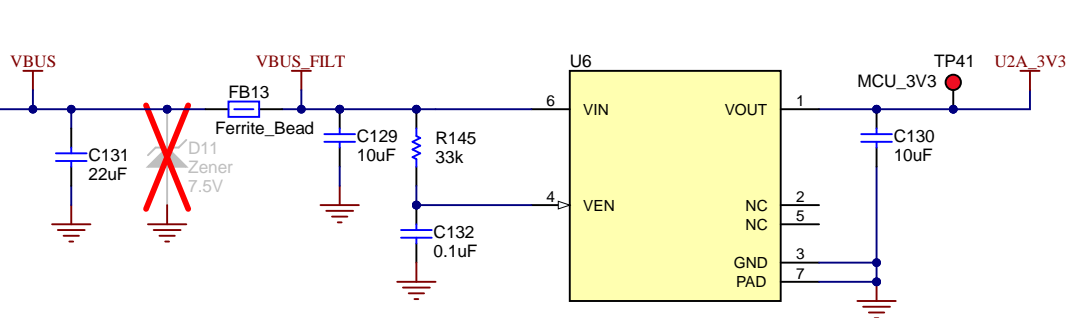 VBUS
VBUS_FILT
U6
TP41
U2A_3V3
MCU_3V3
FB13
Ferrite_Bead
6
VIN
VOUT
1
C131
22uF
D11
Zener
7.5V
C129
10uF
R145
33k
C130
10uF
4
VEN
NC
2
NC
5
C132
0.1uF
GND
3
PAD
7